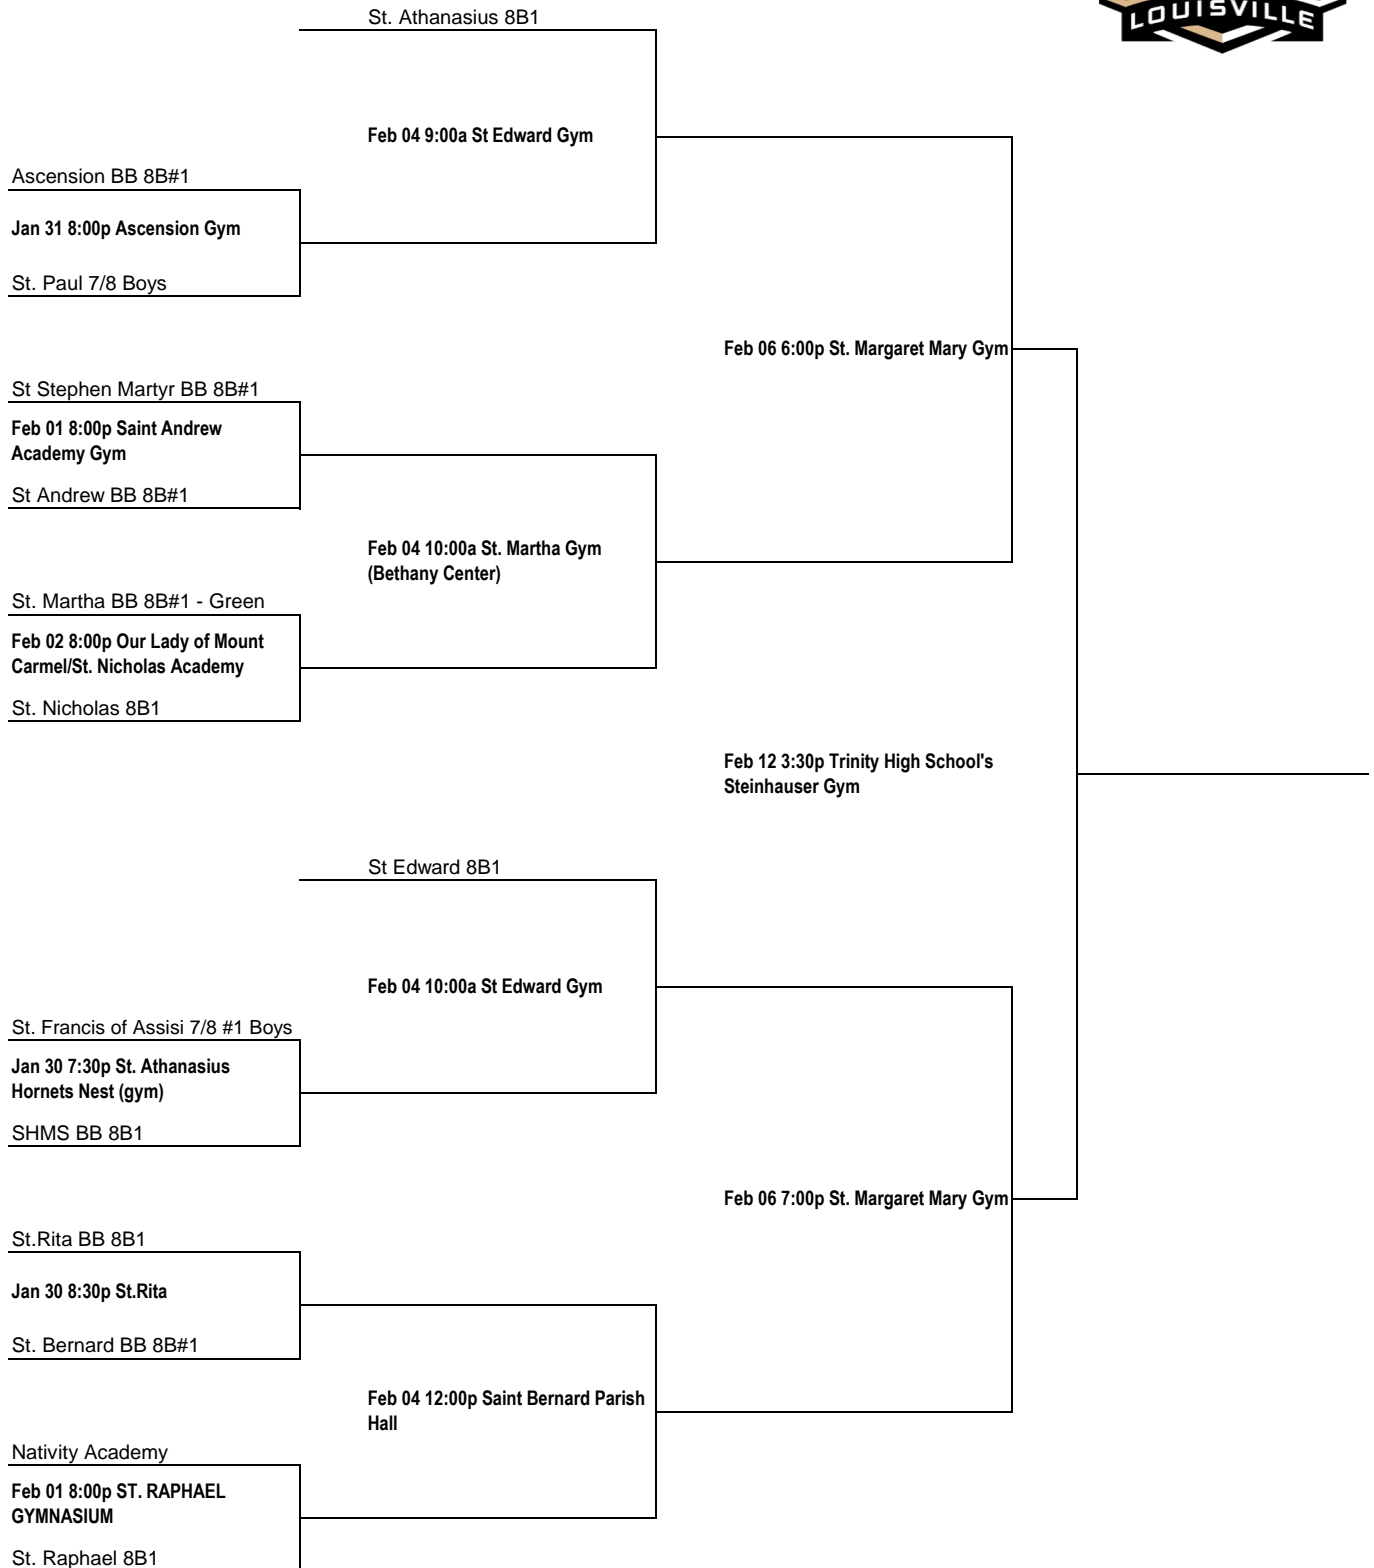 LOUISVILLE
St. Athanasius 8B1
Feb 04 9:00a St Edward Gym
Ascension BB 8B#1
Jan 31 8:00p Ascension Gym
St. Paul 7/8 Boys
Feb 06 6:00p St. Margaret Mary Gym
St Stephen Martyr BB 8B#1
Feb 01 8:00p Saint Andrew
Academy Gym
St Andrew BB 8B#1
Feb 04 10:00a St. Martha Gym
(Bethany Center)
St. Martha BB 8B#1 - Green
Feb 02 8:00p Our Lady of Mount
Carmel/St. Nicholas Academy
St. Nicholas 8B1
Feb 12 3:30p Trinity High School's
Steinhauser Gym
St Edward 8B1
Feb 04 10:00a St Edward Gym
St. Francis of Assisi 7/8 #1 Boys
Jan 30 7:30p St. Athanasius
Hornets Nest (gym)
SHMS BB 8B1
Feb 06 7:00p St. Margaret Mary Gym
St.Rita BB 8B1
Jan 30 8:30p St.Rita
St. Bernard BB 8B#1
Feb 04 12:00p Saint Bernard Parish
Hall
Nativity Academy
Feb 01 8:00p ST. RAPHAEL
GYMNASIUM
St. Raphael 8B1